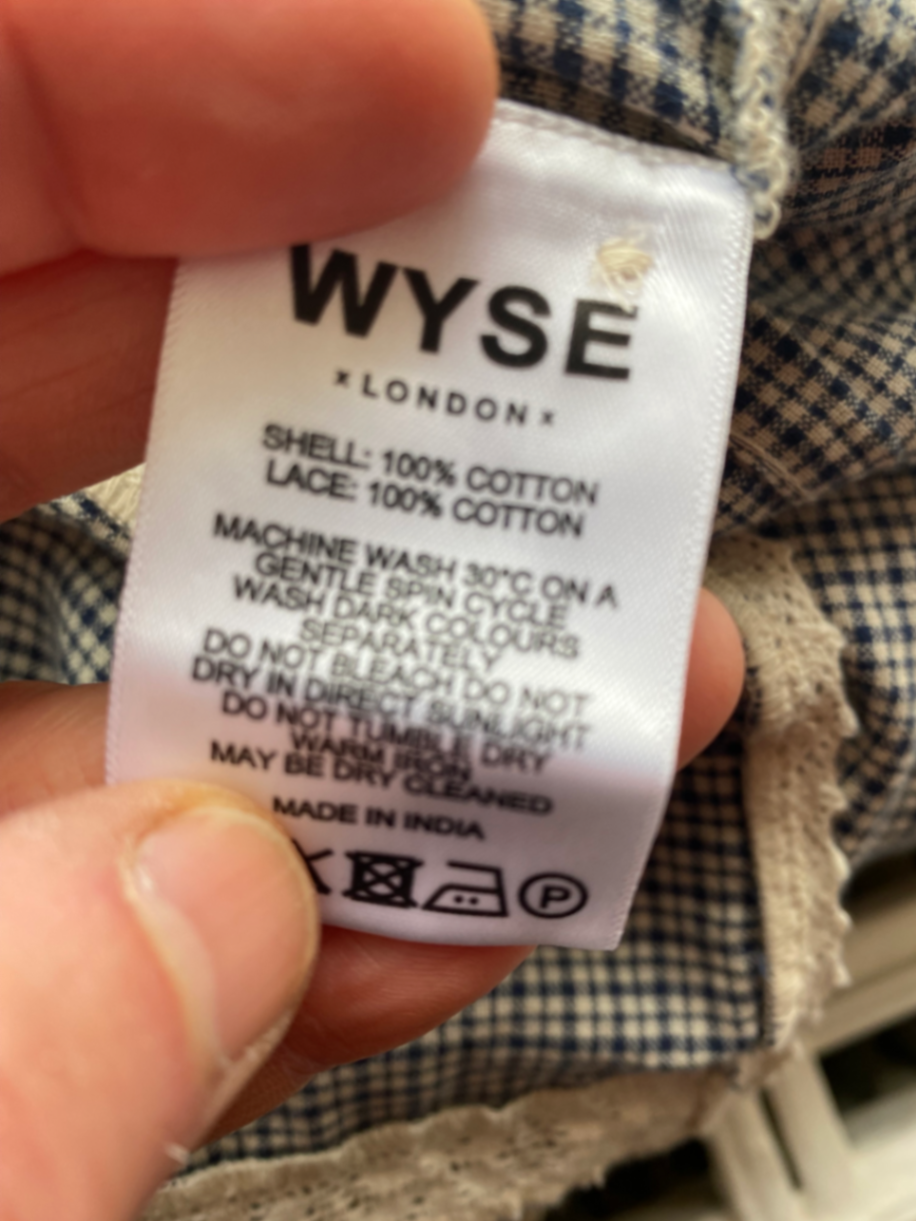 WYSE
×LONDON×
SHELL: 100% COTTON
LACE: 100% COTTON
MACHINE WASH 30°C ON A
GENTLE SPIN CYCLE
WASH DARK COLOURS
SEPARATELY
DO NOT BLEACH DO NOT
DRY IN DIRECT SUNLIGHT
DO NOT TUMBLE DRY
WARM IRON
MAY BE DRY CLEANED
MADE IN INDIA
P